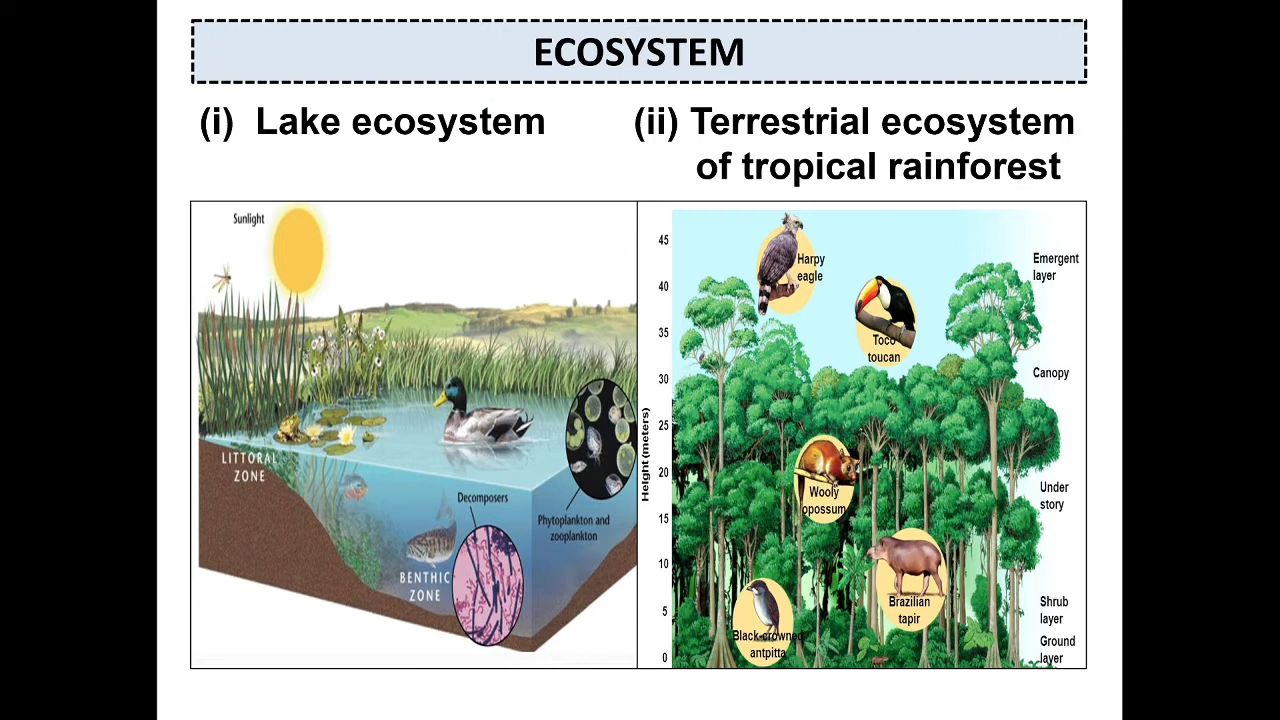 ECOSYSTEM
(i) Lake ecosystem
(ii) Terrestrial ecosystem
of tropical rainforest
Sunlight
LITTORAL
ZONE
Decomposers
Phytoplankton and
zooplankton
BENTHIC
ZONE
Height (meters)
45
40
35
30
25
20
15
10
5
0
Harpy
eagle
Toco
toucan
Wooly
opossum
Brazilian
tapir
Black-crowned
antpitta
Emergent
layer
Canopy
Under
story
Shrub
layer
Ground
layer